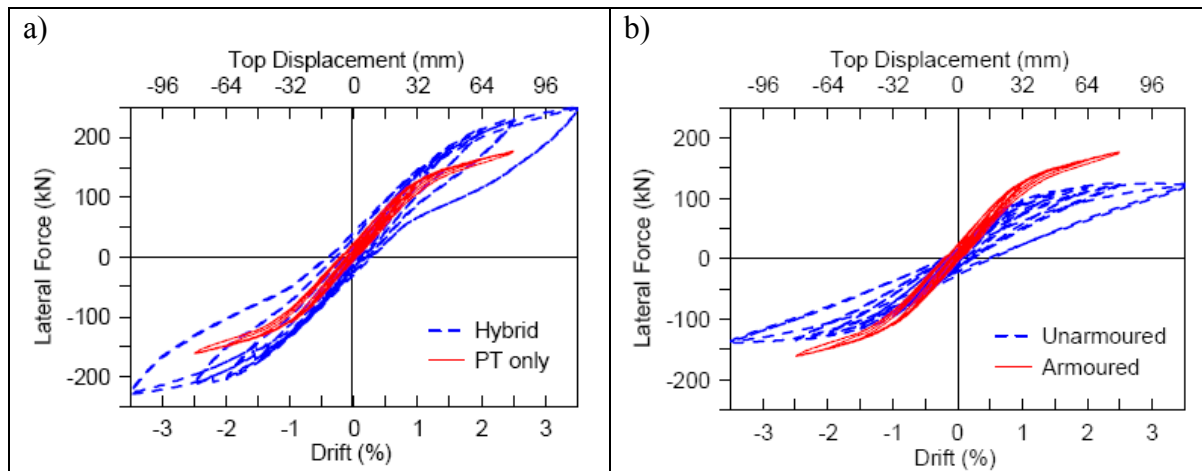 a)
Top Displacement (mm)
-96 -64 -32 0 32 64 96
200
100
0
-100
-200
Lateral Force (kN)
Hybrid
PT only
-3 -2 -1 0 1 2 3
Drift (%)
b)
Top Displacement (mm)
-96 -64 -32 0 32 64 96
200
100
0
-100
-200
Lateral Force (kN)
Unarmoured
Armoured
-3 -2 -1 0 1 2 3
Drift (%)